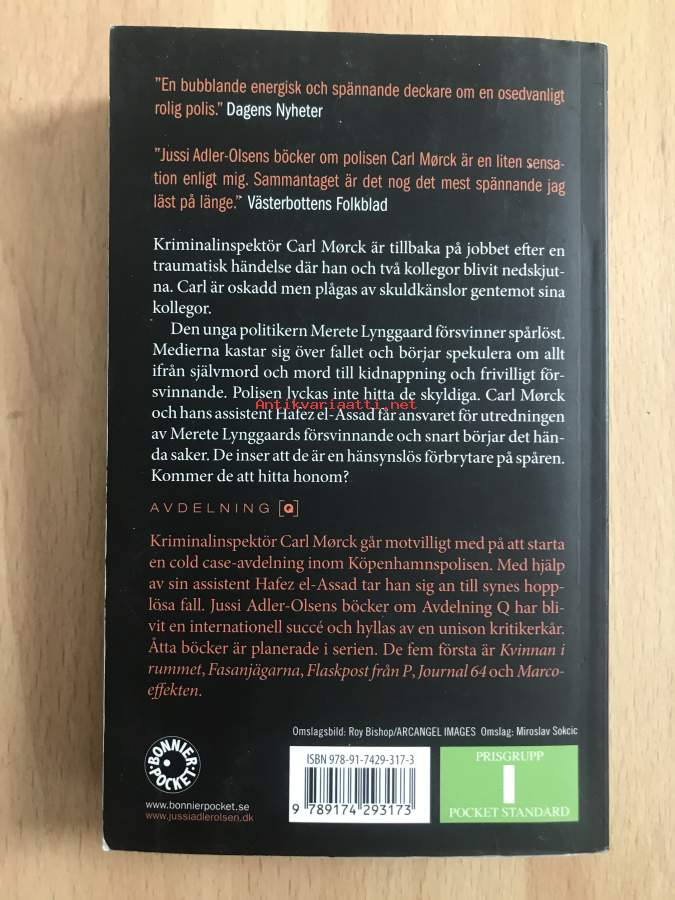 ”En bubblande energisk och spännande deckare om en osedvanligt
rolig polis.” Dagens Nyheter
”Jussi Adler-Olsens böcker om polisen Carl Mørck är en liten sensa-
tion enligt mig. Sammantaget är det nog det mest spännande jag
läst på länge.” Västerbottens Folkblad
Kriminalinspektör Carl Mørck är tillbaka på jobbet efter en
traumatisk händelse där han och två kollegor blivit nedskjut-
na. Carl är oskadd men plågas av skuldkänslor gentemot sina
kollegor.
Den unga politikern Merete Lynggaard försvinner spårlöst.
Medierna kastar sig över fallet och börjar spekulera om allt
ifrån självmord och mord till kidnappning och frivilligt för-
svinnande. Polisen lyckas inte hitta de skyldiga. Carl Mørck
Antikvariaatti.net
och hans assistent Hafez el-Assad får ansvaret för utredningen
av Merete Lynggaards försvinnande och snart börjar det hän-
da saker. De inser att de är en hänsynslös förbrytare på spåren.
Kommer de att hitta honom?
AVDELNING [Q]
Kriminalinspektör Carl Mørck går motvilligt med på att starta
en cold case-avdelning inom Köpenhamnspolisen. Med hjälp
av sin assistent Hafez el-Assad tar han sig an till synes hopp-
lösa fall. Jussi Adler-Olsens böcker om Avdelning Q har bli-
vit en internationell succé och hyllas av en unison kritikerkår.
Åtta böcker är planerade i serien. De fem första är Kvinnan i
rummet, Fasanjägarna, Flaskpost från P, Journal 64 och Marco-
effekten.
Omslagsbild: Roy Bishop/ARCANGEL IMAGES Omslag: Miroslav Sokcic
BONNIER POCKET
www.bonnierpocket.se
www.jussiadlerolsen.dk
ISBN 978-91-7429-317-3
9 789174 293173
PRISGRUPP
1
POCKET STANDARD